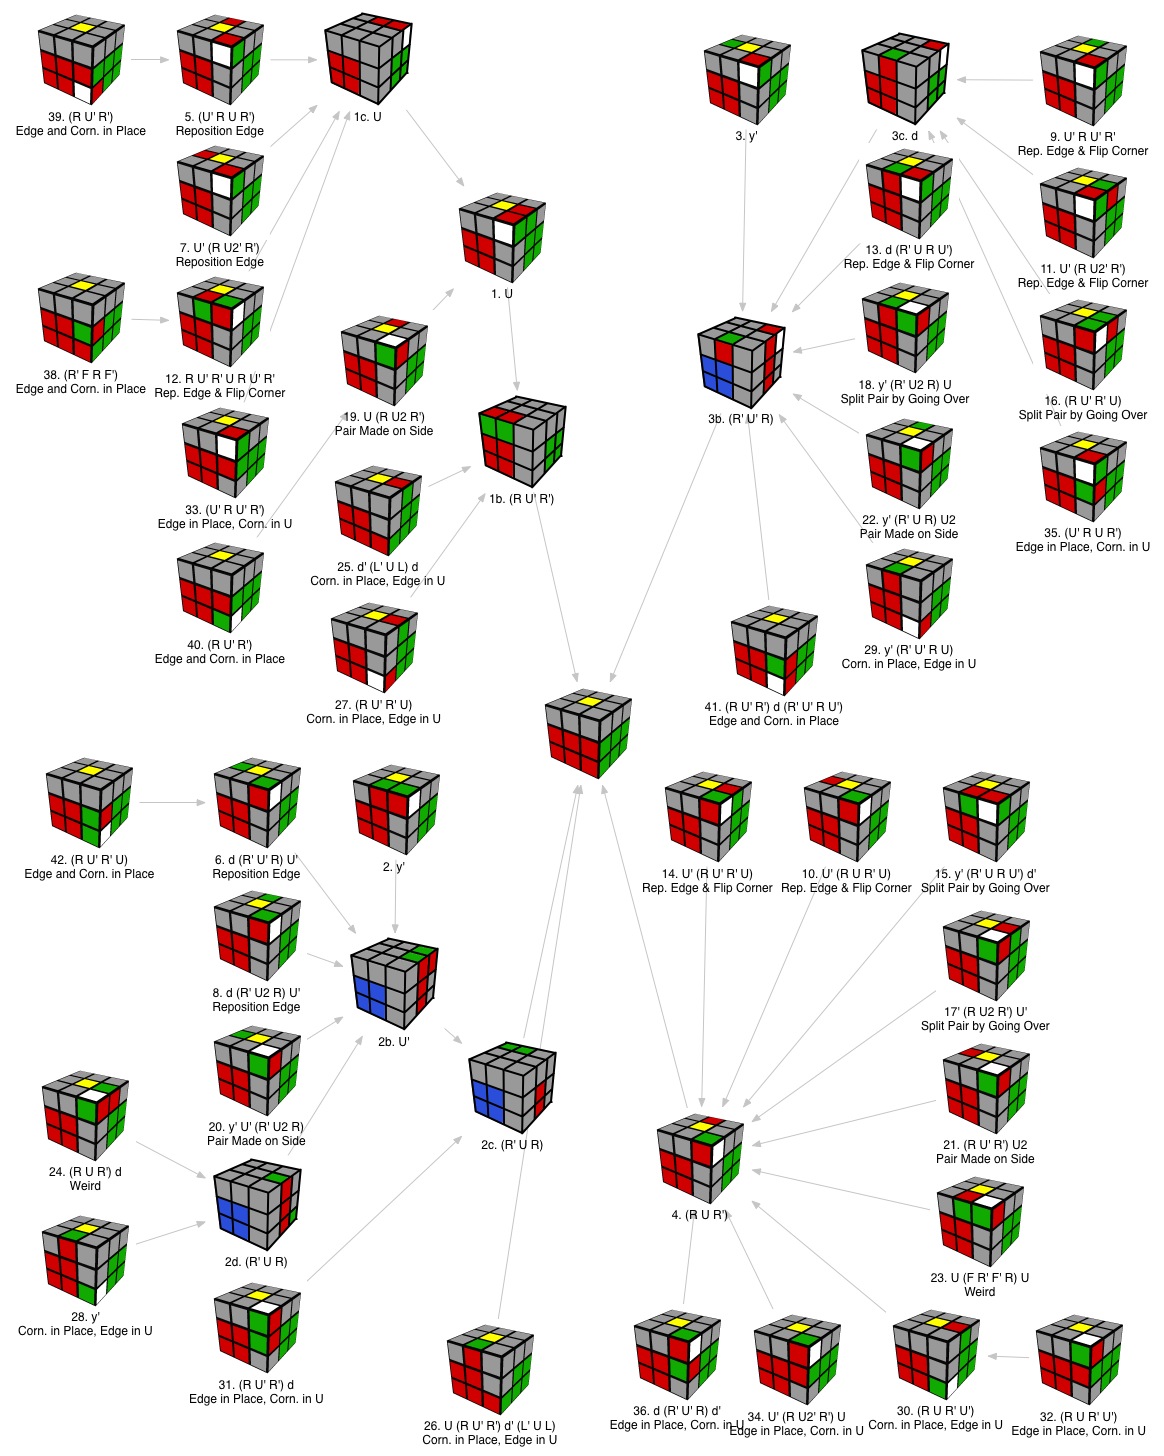 39. (R U' R')
Edge and Corn. in Place
5. (U' R U R')
Reposition Edge
1c. U
3. y'
3c. d
9. U' R U' R'
Rep. Edge & Flip Corner
7. U' (R U2' R')
Reposition Edge
1. U
13. d (R' U R U')
Rep. Edge & Flip Corner
11. U' (R U2' R')
Rep. Edge & Flip Corner
38. (R' F R F')
Edge and Corn. in Place
12. R U' R' U R U' R'
Rep. Edge & Flip Corner
19. U (R U2 R')
Pair Made on Side
3b. (R' U' R)
18. y' (R' U2 R) U
Split Pair by Going Over
16. (R U' R' U)
Split Pair by Going Over
33. (U' R U' R')
Edge in Place, Corn. in U
1b. (R U' R')
22. y' (R' U R) U2
Pair Made on Side
35. (U' R U R')
Edge in Place, Corn. in U
25. d' (L' U L) d
Corn. in Place, Edge in U
40. (R U' R')
Edge and Corn. in Place
29. y' (R' U' R U)
Corn. in Place, Edge in U
27. (R U' R' U)
Corn. in Place, Edge in U
41. (R U' R') d (R' U' R U')
Edge and Corn. in Place
42. (R U' R' U)
Edge and Corn. in Place
6. d (R' U' R) U'
Reposition Edge
2. y'
14. U' (R U' R' U)
Rep. Edge & Flip Corner
10. U' (R U R' U)
Rep. Edge & Flip Corner
15. y' (R' U R U') d'
Split Pair by Going Over
8. d (R' U2 R) U'
Reposition Edge
2b. U'
17' (R U2 R') U'
Split Pair by Going Over
20. y' U' (R' U2 R)
Pair Made on Side
2c. (R' U R)
21. (R U' R') U2
Pair Made on Side
24. (R U R') d
Weird
4. (R U R')
2d. (R' U R)
23. U (F R' F' R) U
Weird
28. y'
Corn. in Place, Edge in U
31. (R U' R') d
Edge in Place, Corn. in U
26. U (R U' R') d' (L' U L)
Corn. in Place, Edge in U
36. d (R' U' R) d'
Edge in Place, Corn. in U
34. U' (R U2' R') U
Edge in Place, Corn. in U
30. (R U R' U')
Corn. in Place, Edge in U
32. (R U R' U')
Edge in Place, Corn. in U